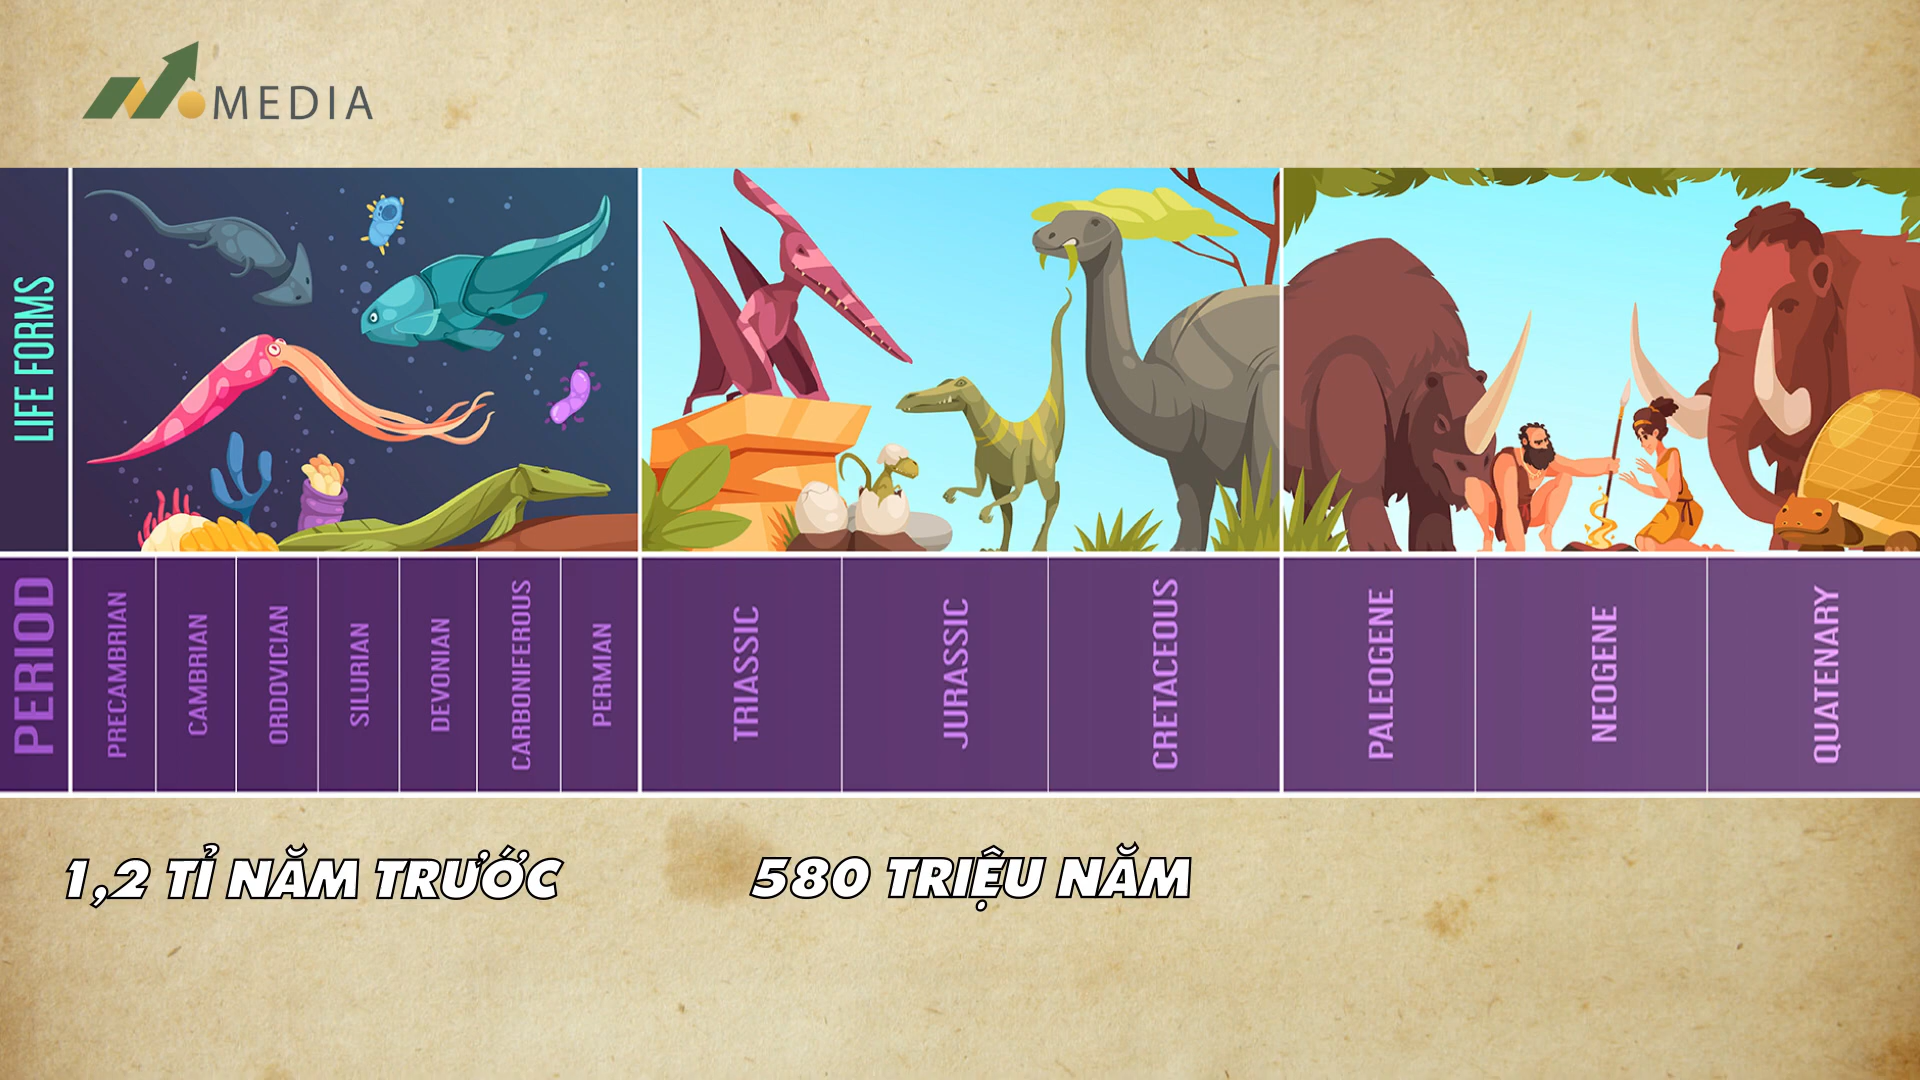 MEDIA
LIFE FORMS
PERIOD
PRECAMBRIAN
CAMBRIAN
ORDOVICIAN
SILURIAN
DEVONIAN
CARBONIFEROUS
PERMIAN
TRIASSIC
JURASSIC
CRETACEOUS
PALEOGENE
NEOGENE
QUATENARY
1,2 TỈ NĂM TRƯỚC
580 TRIỆU NĂM